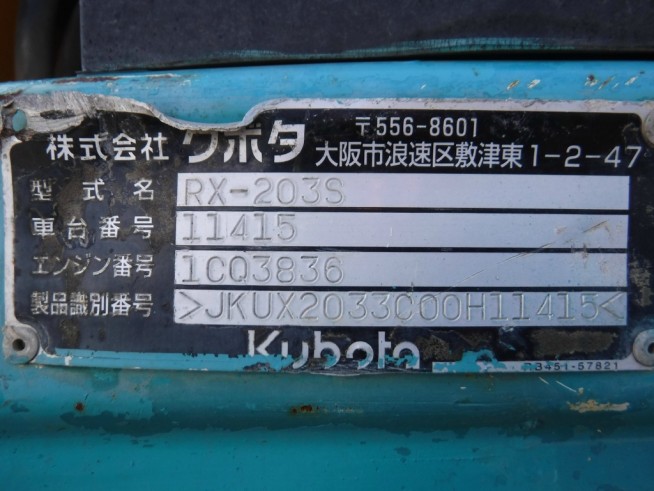 〒556-8601
株式会社 クボタ 大阪市浪速区敷津東1-2-47
型式名 RX-203S
車台番号 11415
エンジン番号 1CQ3836
製品識別番号 >JKUX2033C00H11415<
Kubota
3451-57821